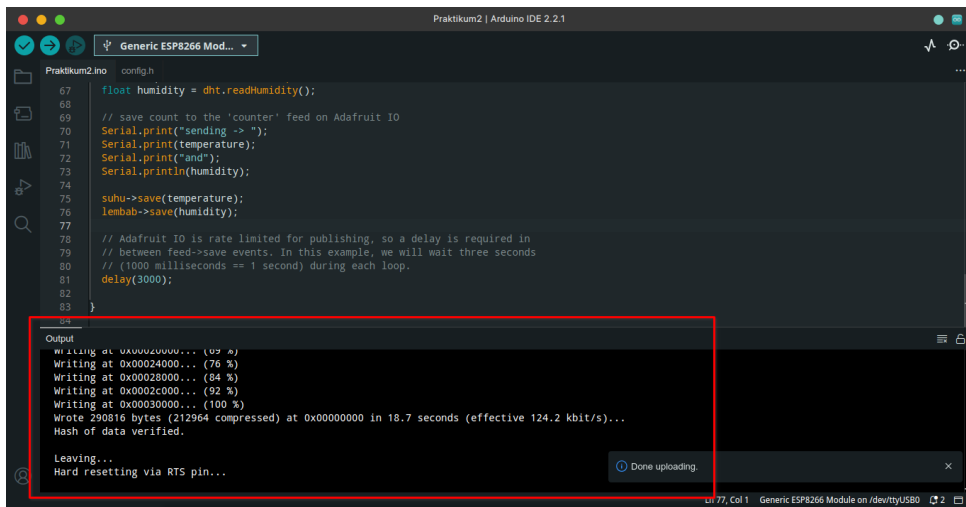 Praktikum2 | Arduino IDE 2.2.1
Generic ESP8266 Mod...
Praktikum2.ino config.h
67 float humidity = dht.readHumidity();
68
69 // save count to the 'counter' feed on Adafruit IO
70 Serial.print("sending -> ");
71 Serial.print(temperature);
72 Serial.print("and");
73 Serial.println(humidity);
74
75 suhu->save(temperature);
76 lembab->save(humidity);
77
78 // Adafruit IO is rate limited for publishing, so a delay is required in
79 // between feed->save events. In this example, we will wait three seconds
80 // (1000 milliseconds == 1 second) during each loop.
81 delay(3000);
82
83 }
84
Output
Writing at 0x00020000... (69 %)
Writing at 0x00024000... (76 %)
Writing at 0x00028000... (84 %)
Writing at 0x0002c000... (92 %)
Writing at 0x00030000... (100 %)
Wrote 290816 bytes (212964 compressed) at 0x00000000 in 18.7 seconds (effective 124.2 kbit/s)...
Hash of data verified.
Leaving...
Hard resetting via RTS pin...
Done uploading.
Ln 77, Col 1 Generic ESP8266 Module on /dev/ttyUSB0 2